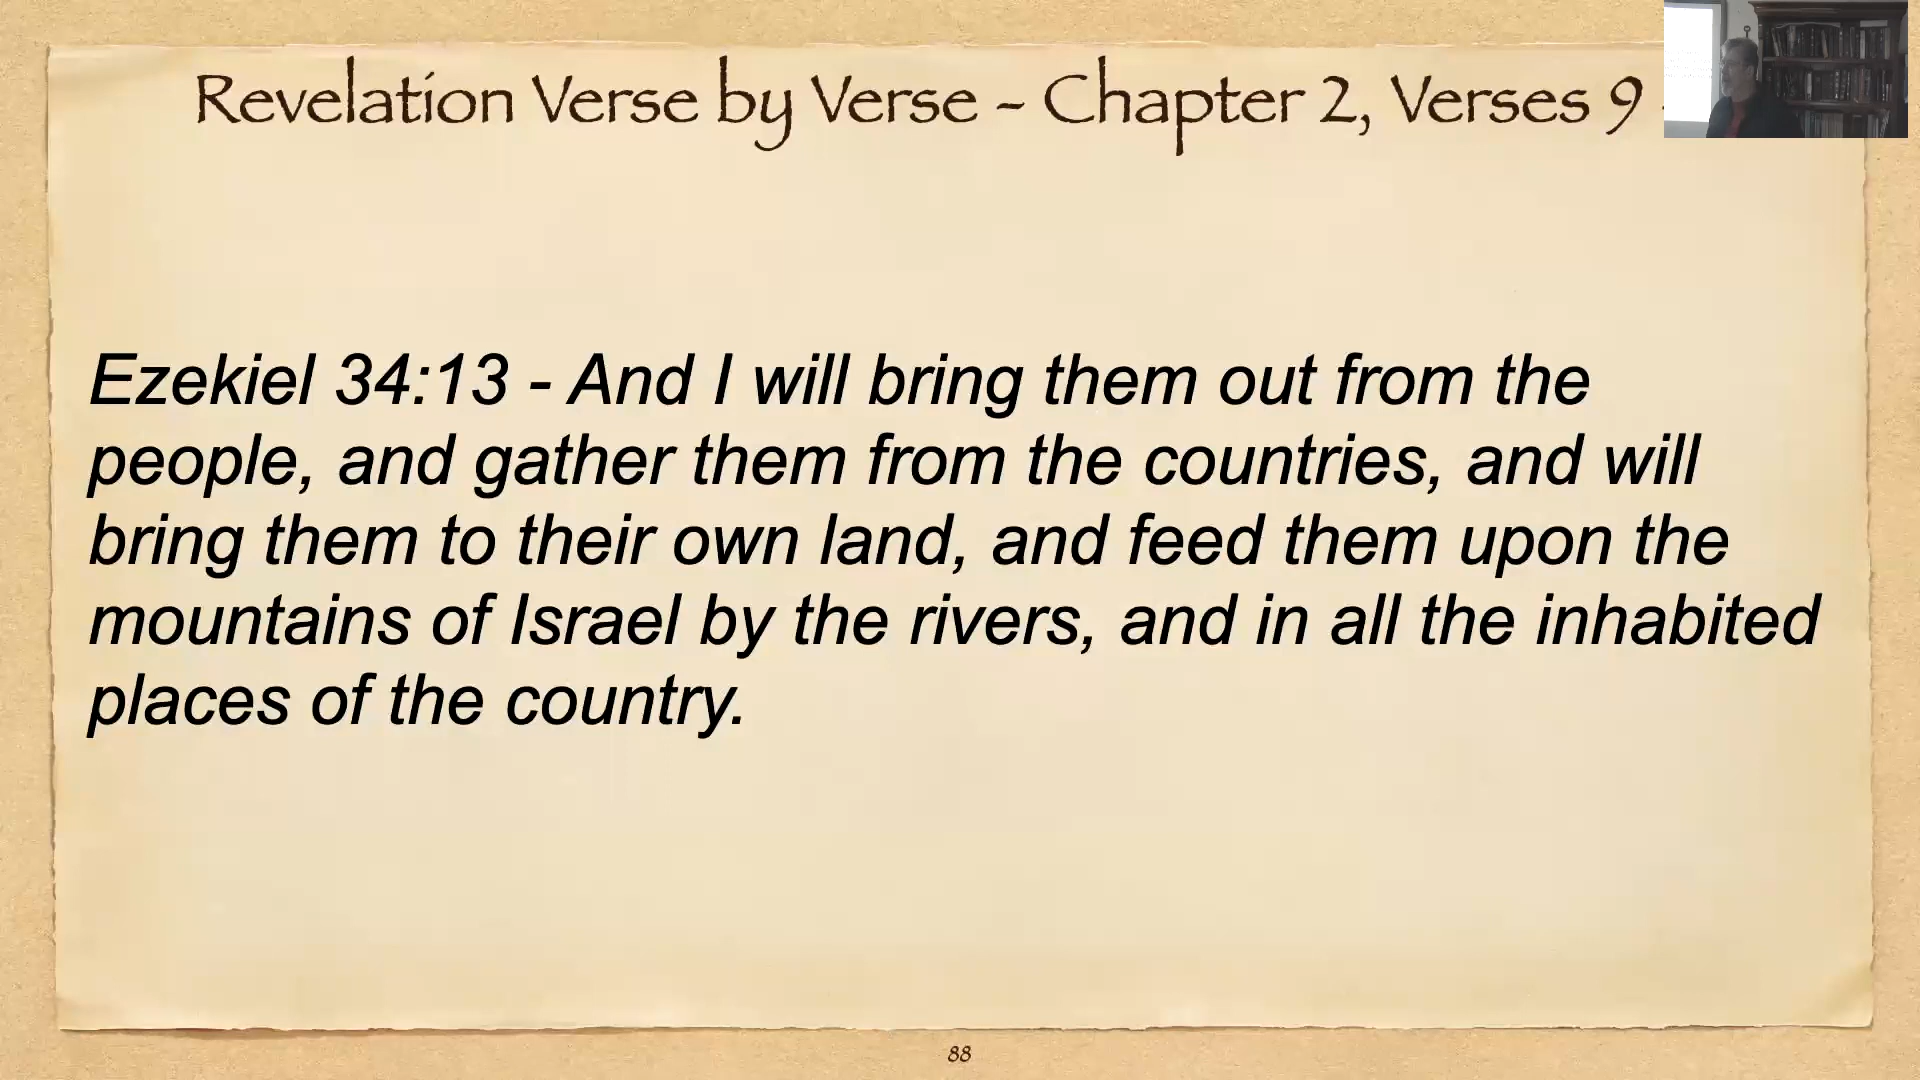 Revelation Verse by Verse - Chapter 2, Verses 9
Ezekiel 34:13 - And I will bring them out from the
people, and gather them from the countries, and will
bring them to their own land, and feed them upon the
mountains of Israel by the rivers, and in all the inhabited
places of the country.
88